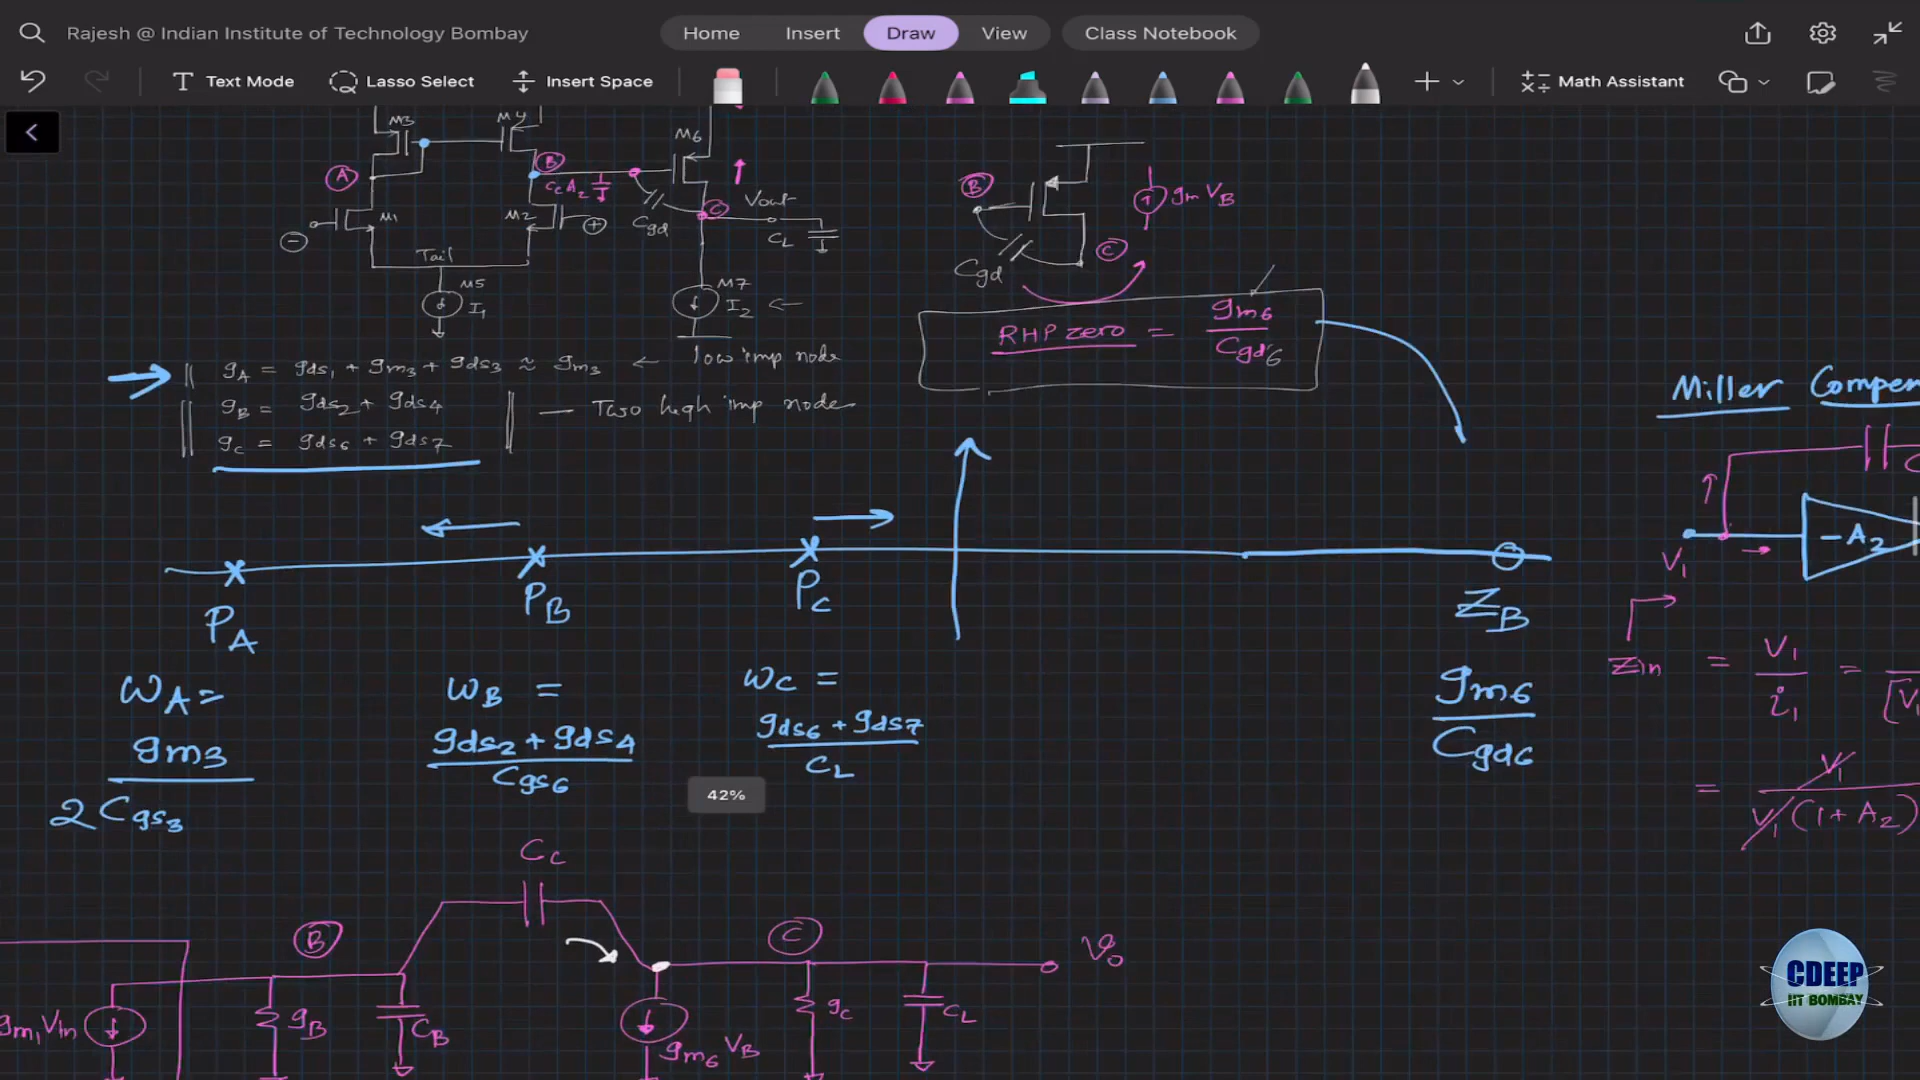 Rajesh @ Indian Institute of Technology Bombay
Home Insert Draw View Class Notebook
Text Mode Lasso Select Insert Space Math Assistant
M3 M4 M6
A B C
Cc A2
Vout
M1 M2
Cgd
CL
Tail
M5
I1
M7
I2
B gm VB
C
Cgd
RHP zero = gm6 / Cgd6
gA = gds1 + gm3 + gds3 ≈ gm3 ← low imp node
gB = gds2 + gds4 — Two high imp node
gC = gds6 + gds7
Miller Compen
PA PB PC ZB
ωA = gm3 / 2Cgs3
ωB = gds2 + gds4 / Cgs6
ωC = gds6 + gds7 / CL
gm6 / Cgd6
V1 -A2
Zin = V1 / i1 =
= V1 / V1(1 + A2)
42%
Cc
B C Vo
gm1Vin gB CB gm6 VB gC CL
CDEEP
IIT BOMBAY